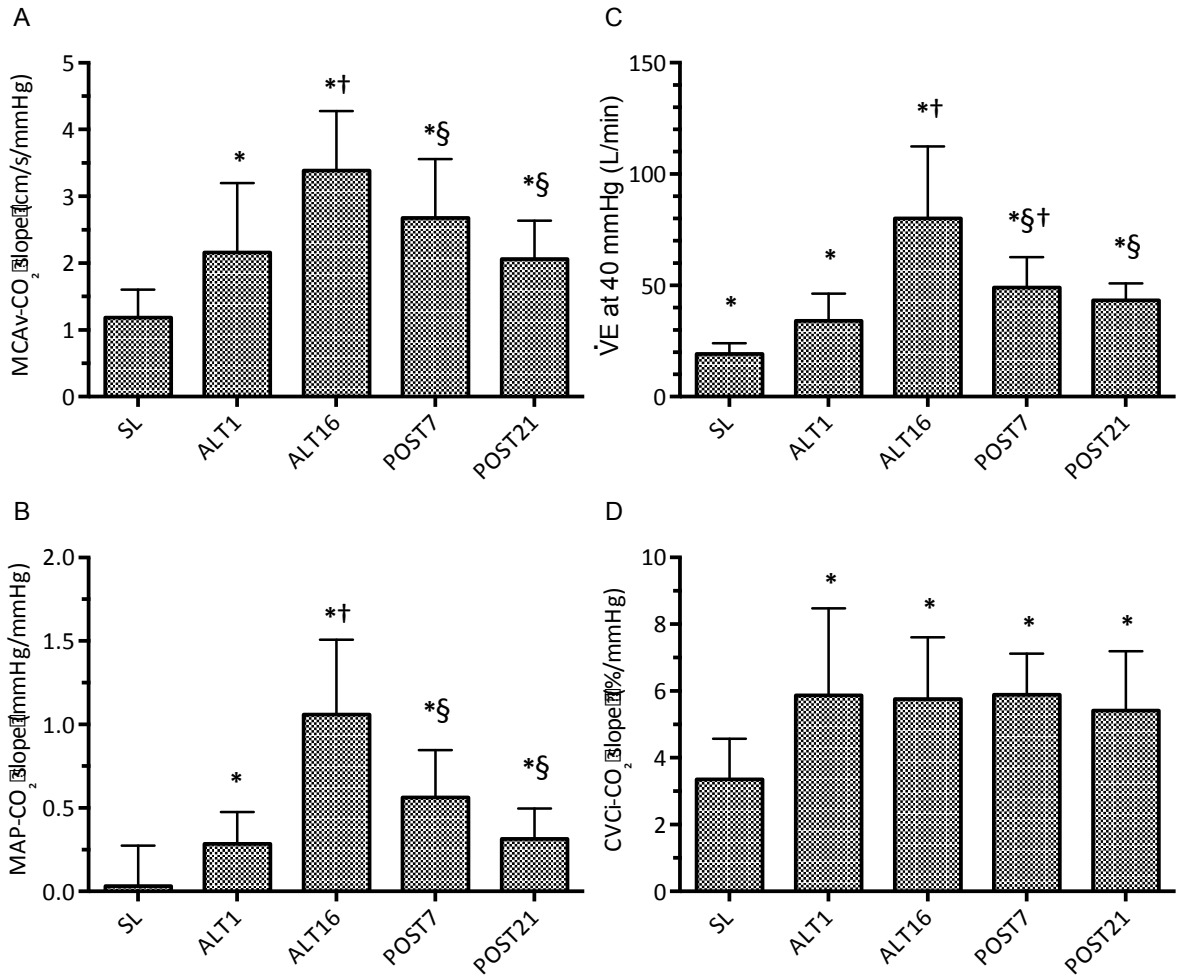 A
MCAv-CO₂ slope (cm/s/mmHg)
5
4
3
2
1
0
*
*†
*§
*§
SL
ALT1
ALT16
POST7
POST21
C
V̇E at 40 mmHg (L/min)
150
100
50
0
*
*
*†
*§†
*§
SL
ALT1
ALT16
POST7
POST21
B
MAP-CO₂ slope (mmHg/mmHg)
2.0
1.5
1.0
0.5
0.0
*
*†
*§
*§
SL
ALT1
ALT16
POST7
POST21
D
CVCi-CO₂ slope (%/mmHg)
10
8
6
4
2
0
*
*
*
*
SL
ALT1
ALT16
POST7
POST21